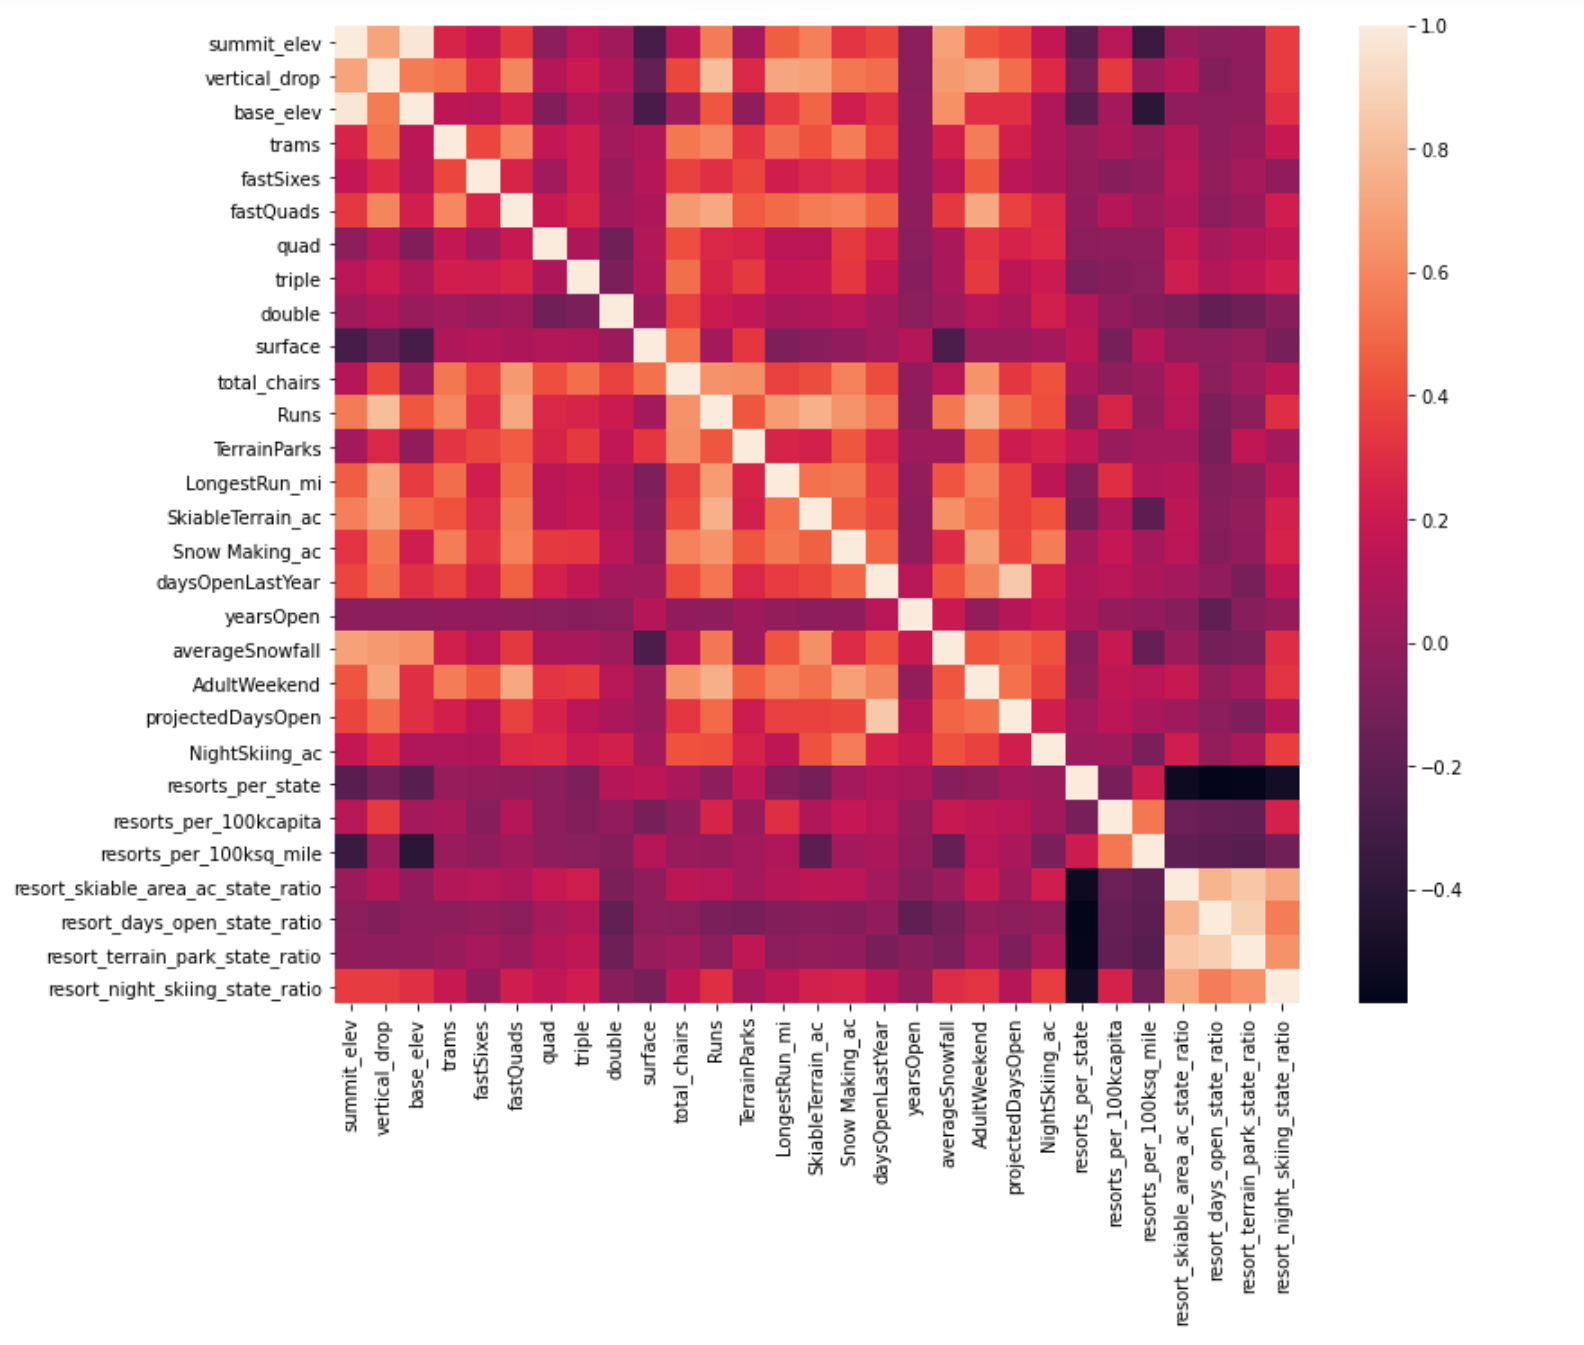 summit_elev
vertical_drop
base_elev
trams
fastSixes
fastQuads
quad
triple
double
surface
total_chairs
Runs
TerrainParks
LongestRun_mi
SkiableTerrain_ac
Snow Making_ac
daysOpenLastYear
yearsOpen
averageSnowfall
AdultWeekend
projectedDaysOpen
NightSkiing_ac
resorts_per_state
resorts_per_100kcapita
resorts_per_100ksq_mile
resort_skiable_area_ac_state_ratio
resort_days_open_state_ratio
resort_terrain_park_state_ratio
resort_night_skiing_state_ratio
summit_elev
vertical_drop
base_elev
trams
fastSixes
fastQuads
quad
triple
double
surface
total_chairs
Runs
TerrainParks
LongestRun_mi
SkiableTerrain_ac
Snow Making_ac
daysOpenLastYear
yearsOpen
averageSnowfall
AdultWeekend
projectedDaysOpen
NightSkiing_ac
resorts_per_state
resorts_per_100kcapita
resorts_per_100ksq_mile
resort_skiable_area_ac_state_ratio
resort_days_open_state_ratio
resort_terrain_park_state_ratio
resort_night_skiing_state_ratio
1.0
0.8
0.6
0.4
0.2
0.0
−0.2
−0.4